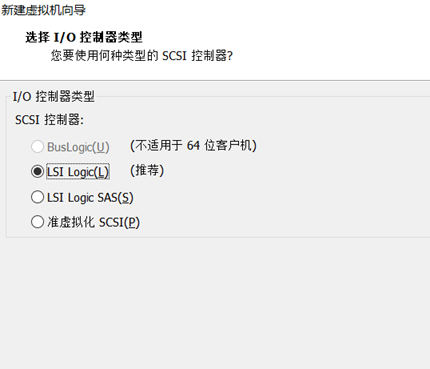 新建虚拟机向导
选择 I/O 控制器类型
您要使用何种类型的 SCSI 控制器?
I/O 控制器类型
SCSI 控制器:
BusLogic(U) (不适用于 64 位客户机)
LSI Logic(L) (推荐)
LSI Logic SAS(S)
准虚拟化 SCSI(P)